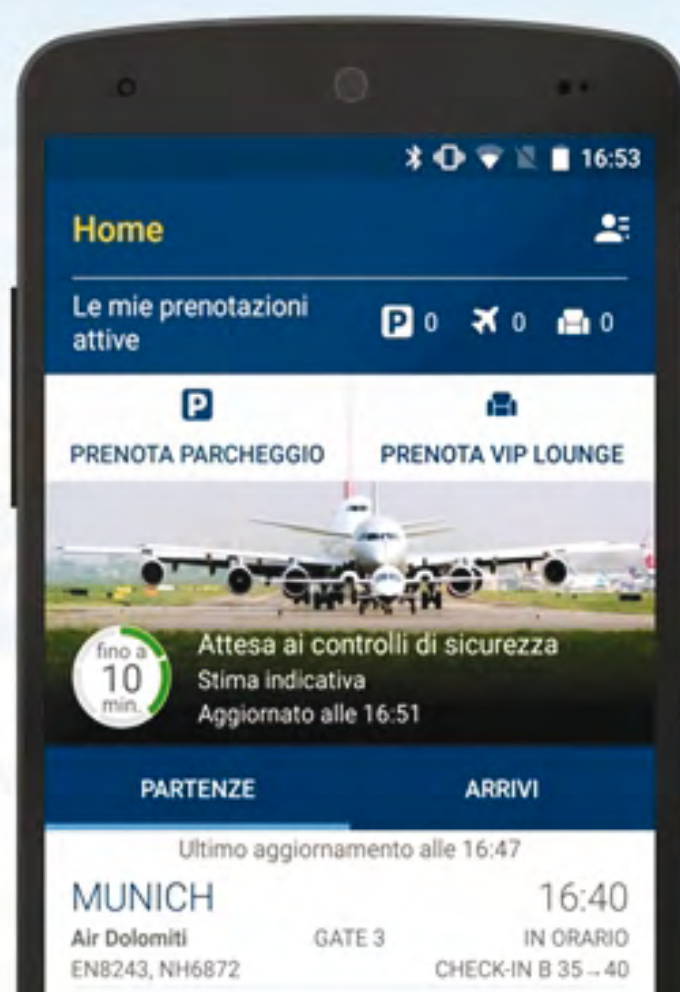 16:53
Home
Le mie prenotazioni
attive
P 0 0 0
P
PRENOTA PARCHEGGIO PRENOTA VIP LOUNGE
fino a
10
min.
Attesa ai controlli di sicurezza
Stima indicativa
Aggiornato alle 16:51
PARTENZE ARRIVI
Ultimo aggiornamento alle 16:47
MUNICH 16:40
Air Dolomiti GATE 3 IN ORARIO
EN8243, NH6872 CHECK-IN B 35→40